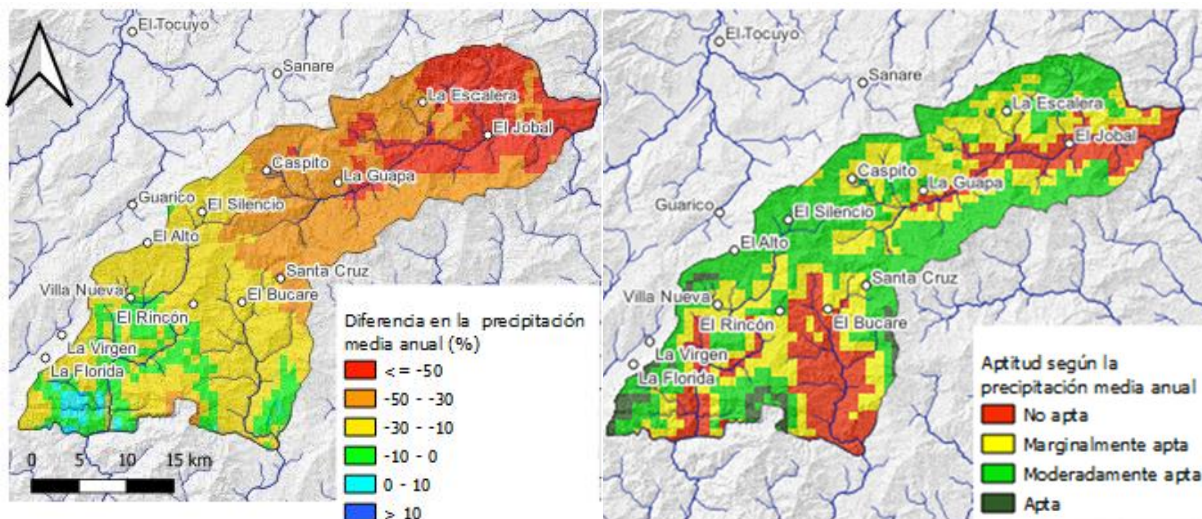 El Tocuyo
Sanare
La Escalera
El Jobal
Caspito
La Guapa
Guarico
El Silencio
El Alto
Santa Cruz
Villa Nueva
El Bucare
El Rincón
La Virgen
La Florida
0 5 10 15 km
Diferencia en la precipitación
media anual (%)
<= -50
-50 - -30
-30 - -10
-10 - 0
0 - 10
> 10
El Tocuyo
Sanare
La Escalera
El Jobal
Caspito
La Guapa
Guarico
El Silencio
El Alto
Santa Cruz
Villa Nueva
El Rincón
El Bucare
La Virgen
La Florida
Aptitud según la
precipitación media anual
No apta
Marginalmente apta
Moderadamente apta
Apta